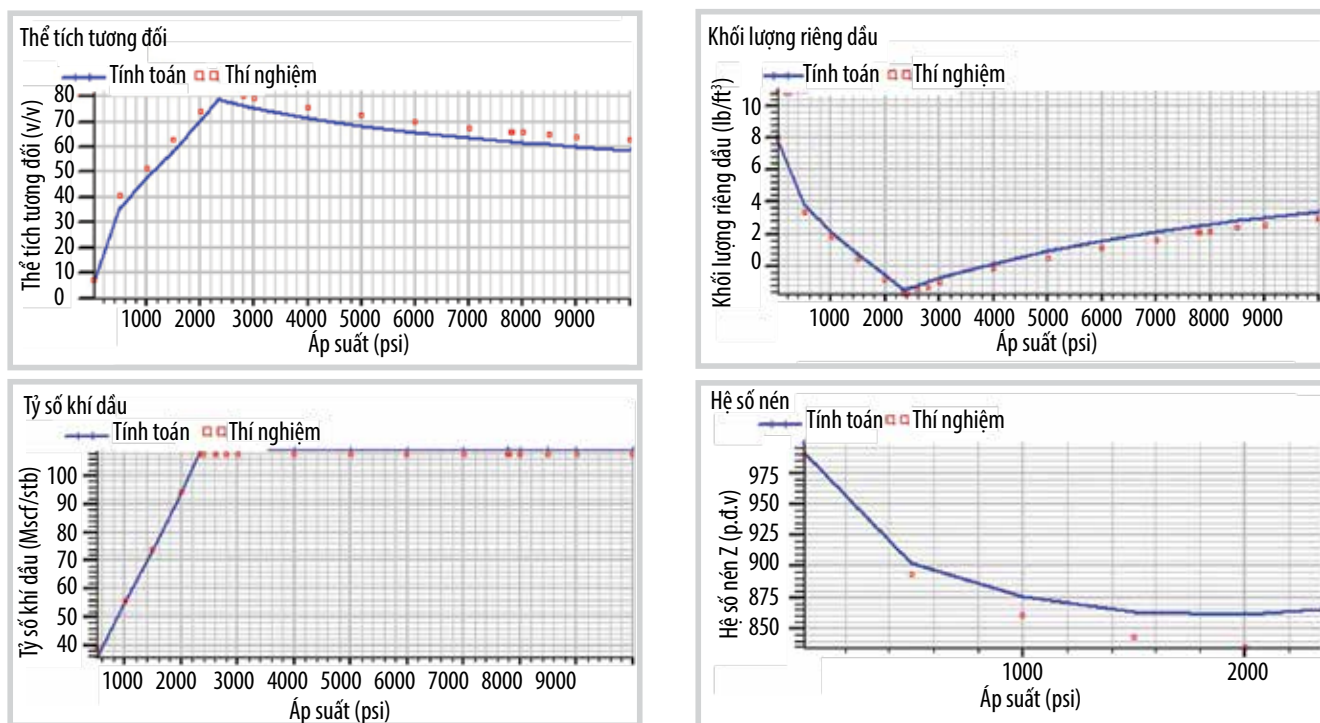 Thể tích tương đối
Tính toán Thí nghiệm
Thể tích tương đối (v/v)
80
70
60
50
40
30
20
10
0
1000 2000 3000 4000 5000 6000 7000 8000 9000
Áp suất (psi)
Khối lượng riêng dầu
Tính toán Thí nghiệm
Khối lượng riêng dầu (lb/ft³)
10
8
6
4
2
0
1000 2000 3000 4000 5000 6000 7000 8000 9000
Áp suất (psi)
Tỷ số khí dầu
Tính toán Thí nghiệm
Tỷ số khí dầu (Mscf/stb)
100
80
80
70
60
50
40
1000 2000 3000 4000 5000 6000 7000 8000 9000
Áp suất (psi)
Hệ số nén
Tính toán Thí nghiệm
Hệ số nén Z (p.đ.v)
975
950
925
900
875
850
1000 2000
Áp suất (psi)